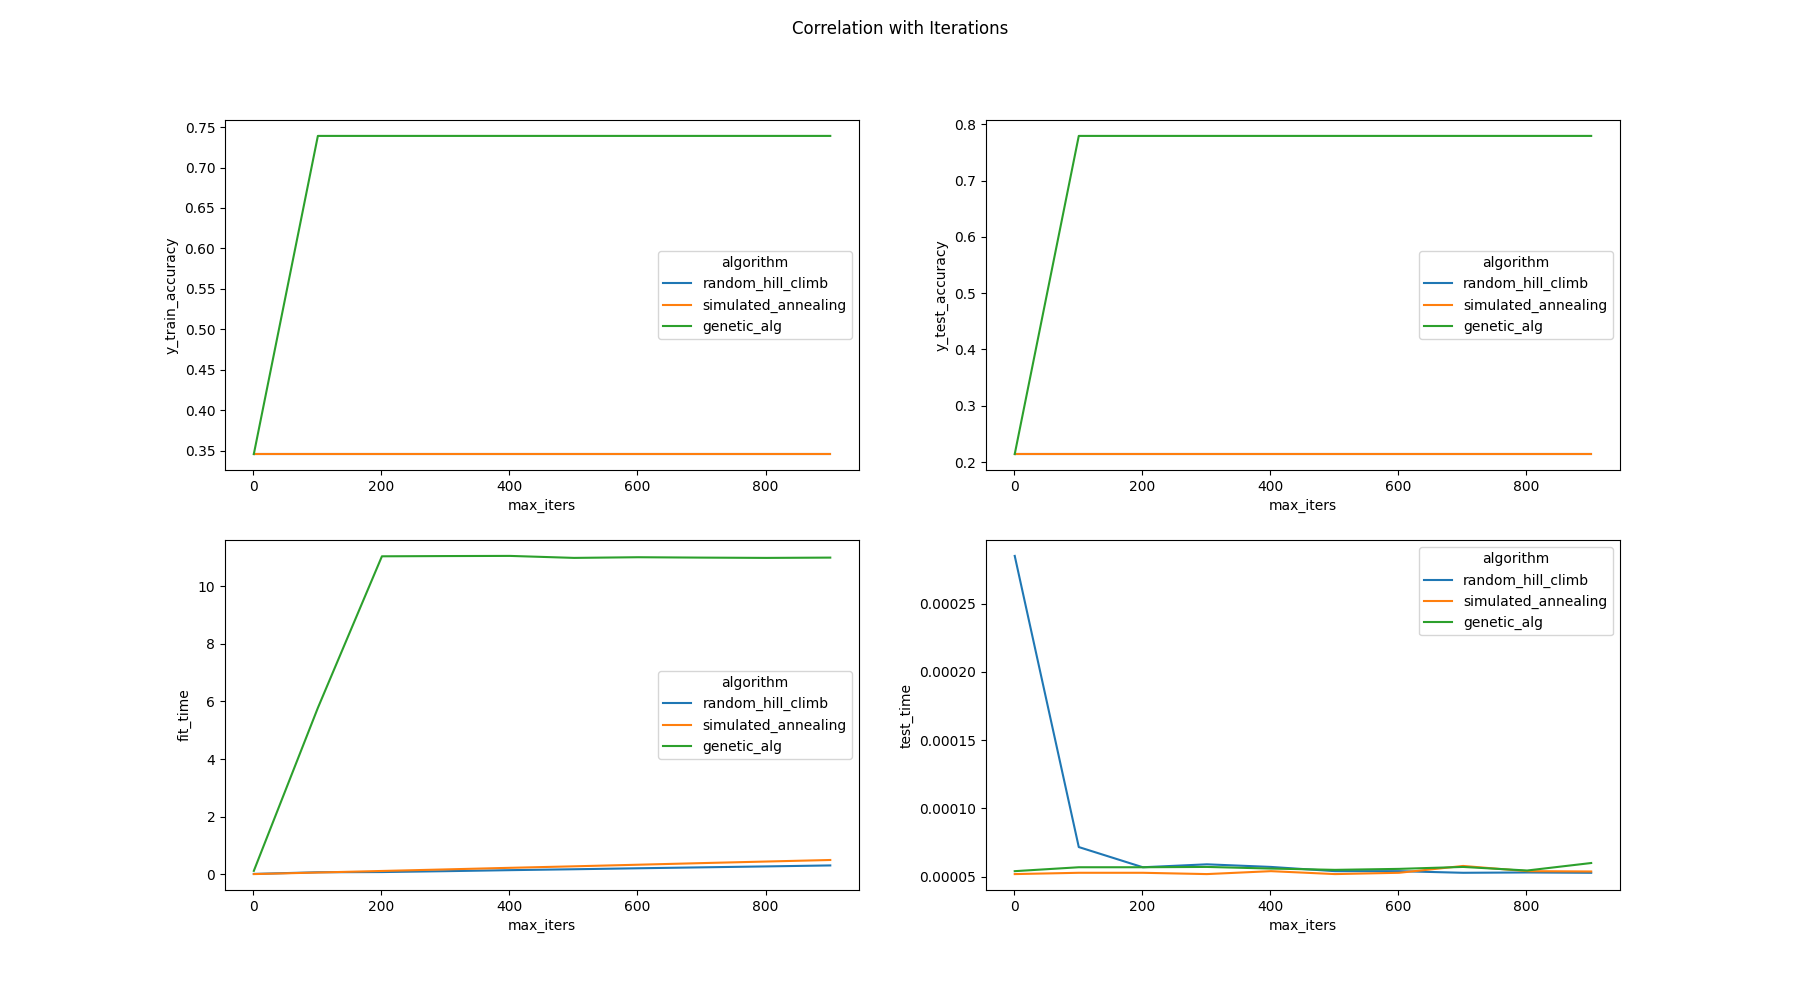 Correlation with Iterations
0.75
0.70
0.65
0.60
0.55
0.50
0.45
0.40
0.35
y_train_accuracy
algorithm
random_hill_climb
simulated_annealing
genetic_alg
0 200 400 600 800
max_iters
0.8
0.7
0.6
0.5
0.4
0.3
0.2
y_test_accuracy
algorithm
random_hill_climb
simulated_annealing
genetic_alg
0 200 400 600 800
max_iters
10
8
6
4
2
0
fit_time
algorithm
random_hill_climb
simulated_annealing
genetic_alg
0 200 400 600 800
max_iters
0.00025
0.00020
0.00015
0.00010
0.00005
test_time
algorithm
random_hill_climb
simulated_annealing
genetic_alg
0 200 400 600 800
max_iters